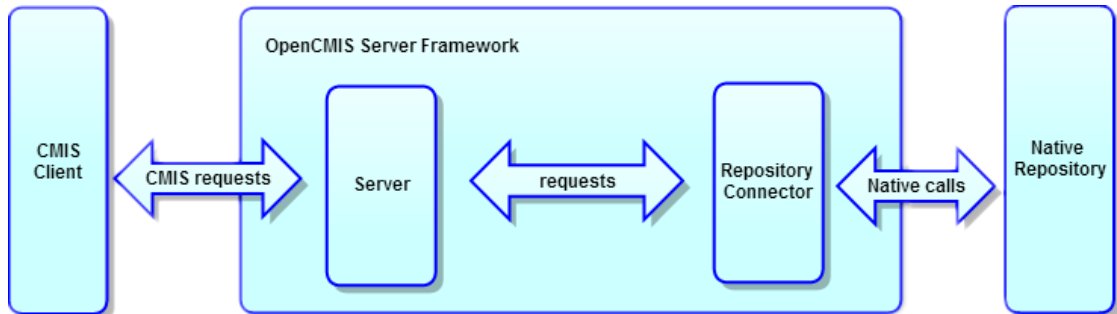 OpenCMIS Server Framework
CMIS
Client
CMIS requests
Server
requests
Repository
Connector
Native calls
Native
Repository